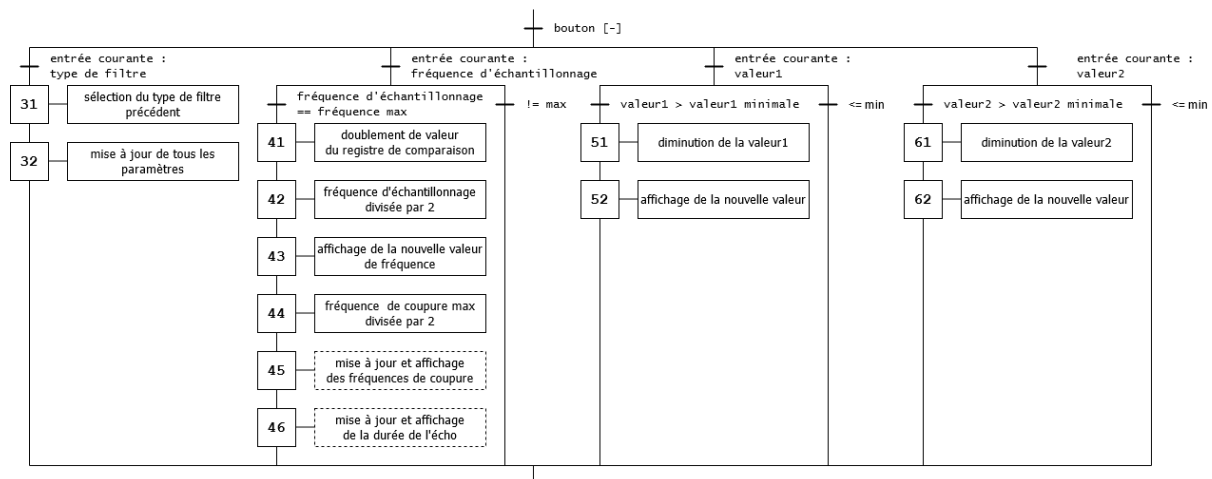 bouton [-]
entrée courante :
type de filtre
entrée courante :
fréquence d'échantillonnage
entrée courante :
valeur1
entrée courante :
valeur2
31
sélection du type de filtre
précédent
32
mise à jour de tous les
paramètres
fréquence d'échantillonnage
== fréquence max
!= max
41
doublement de valeur
du registre de comparaison
42
fréquence d'échantillonnage
divisée par 2
43
affichage de la nouvelle valeur
de fréquence
44
fréquence de coupure max
divisée par 2
45
mise à jour et affichage
des fréquences de coupure
46
mise à jour et affichage
de la durée de l'écho
valeur1 > valeur1 minimale
<= min
51
diminution de la valeur1
52
affichage de la nouvelle valeur
valeur2 > valeur2 minimale
<= min
61
diminution de la valeur2
62
affichage de la nouvelle valeur